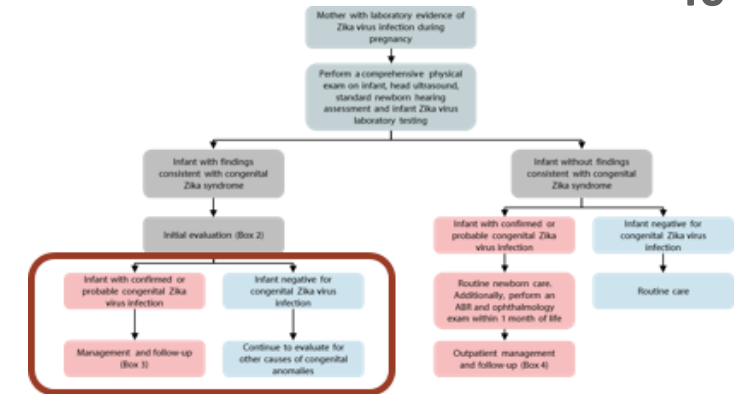 Mother with laboratory evidence of
Zika virus infection during
pregnancy
Perform a comprehensive physical
exam on infant, head ultrasound,
standard newborn hearing
assessment and infant Zika virus
laboratory testing
Infant with findings
consistent with congenital
Zika syndrome
Infant without findings
consistent with congenital
Zika syndrome
Initial evaluation (Box 2)
Infant with confirmed or
probable congenital Zika
virus infection
Infant negative for
congenital Zika virus
infection
Infant with confirmed or
probable congenital Zika
virus infection
Infant negative for
congenital Zika virus
infection
Management and follow-up
(Box 3)
Continue to evaluate for
other causes of congenital
anomalies
Routine newborn care.
Additionally, perform an
ABR and ophthalmology
exam within 1 month of life
Routine care
Outpatient management
and follow-up (Box 4)